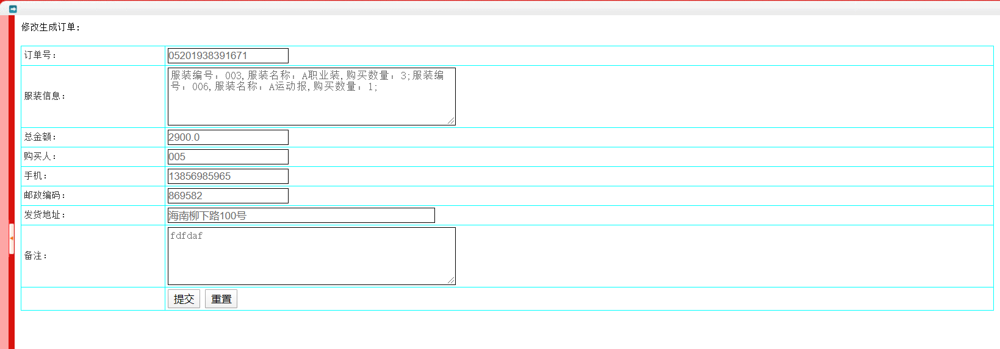 修改生成订单：
订单号：
05201938391671
服装信息：
服装编号：003,服装名称：A职业装,购买数量：3;服装编
号：006,服装名称：A运动报,购买数量：1;
总金额：
2900.0
购买人：
005
手机：
13856985965
邮政编码：
869582
发货地址：
海南柳下路100号
备注：
fdfdaf
提交 重置